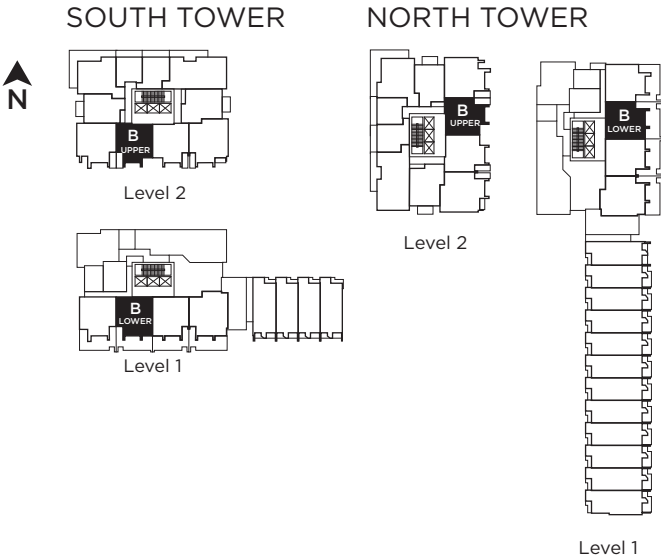 SOUTH TOWER
NORTH TOWER
N
B
UPPER
Level 2
B
LOWER
Level 1
B
UPPER
Level 2
B
LOWER
Level 1